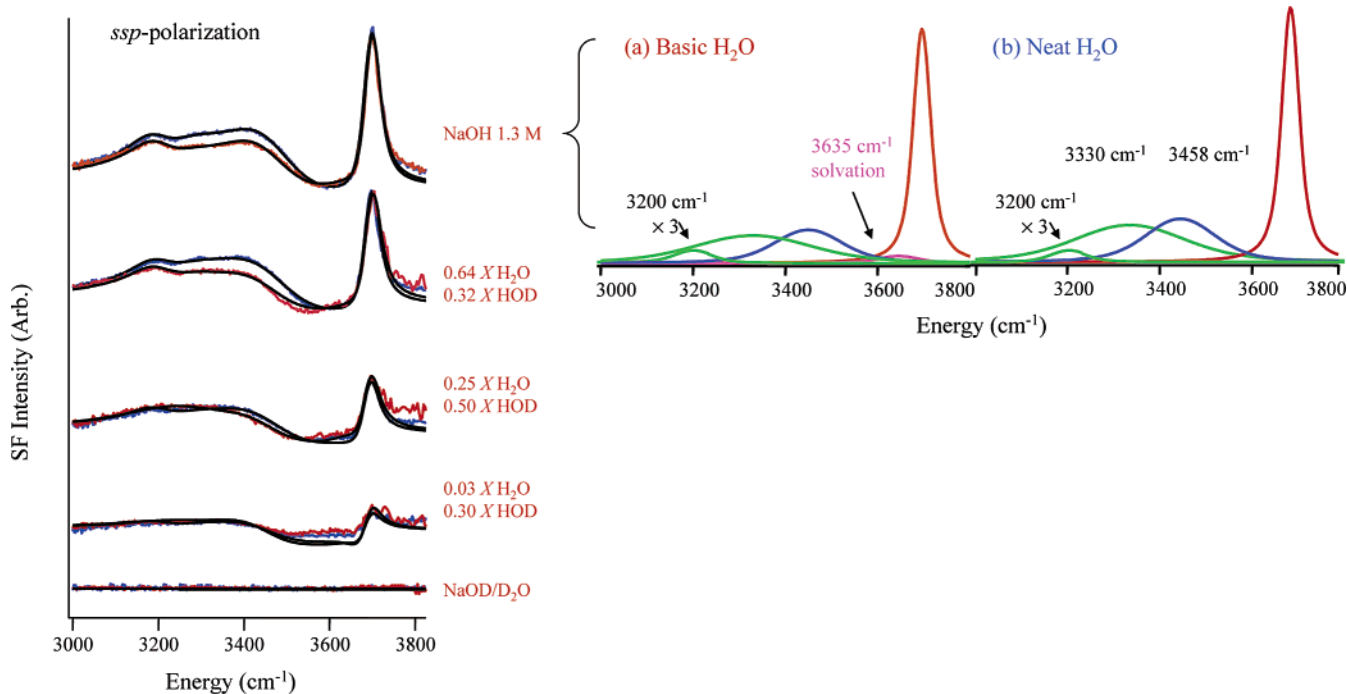 ssp-polarization
NaOH 1.3 M
0.64 X H₂O
0.32 X HOD
0.25 X H₂O
0.50 X HOD
0.03 X H₂O
0.30 X HOD
NaOD/D₂O
SF Intensity (Arb.)
3000 3200 3400 3600 3800
Energy (cm⁻¹)
(a) Basic H₂O
3635 cm⁻¹
solvation
3200 cm⁻¹
× 3
3000 3200 3400 3600 3800
(b) Neat H₂O
3330 cm⁻¹ 3458 cm⁻¹
3200 cm⁻¹
× 3
3200 3400 3600 3800
Energy (cm⁻¹)